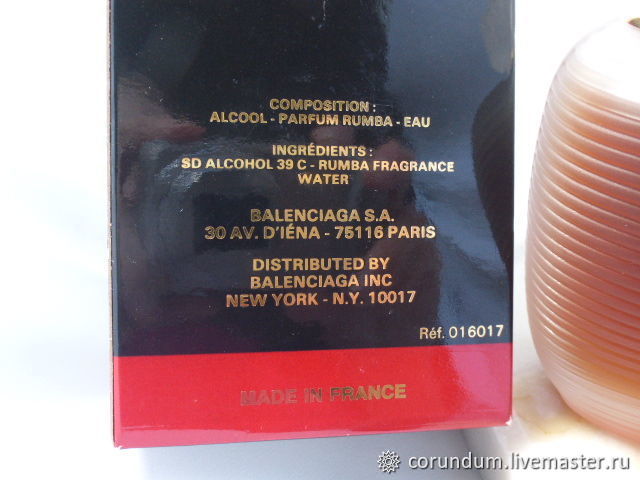 COMPOSITION :
ALCOOL - PARFUM RUMBA - EAU
INGRÉDIENTS :
SD ALCOHOL 39 C - RUMBA FRAGRANCE
WATER
BALENCIAGA S.A.
30 AV. D'IÉNA - 75116 PARIS
DISTRIBUTED BY
BALENCIAGA INC
NEW YORK - N.Y. 10017
Réf. 016017
MADE IN FRANCE
corundum.livemaster.ru